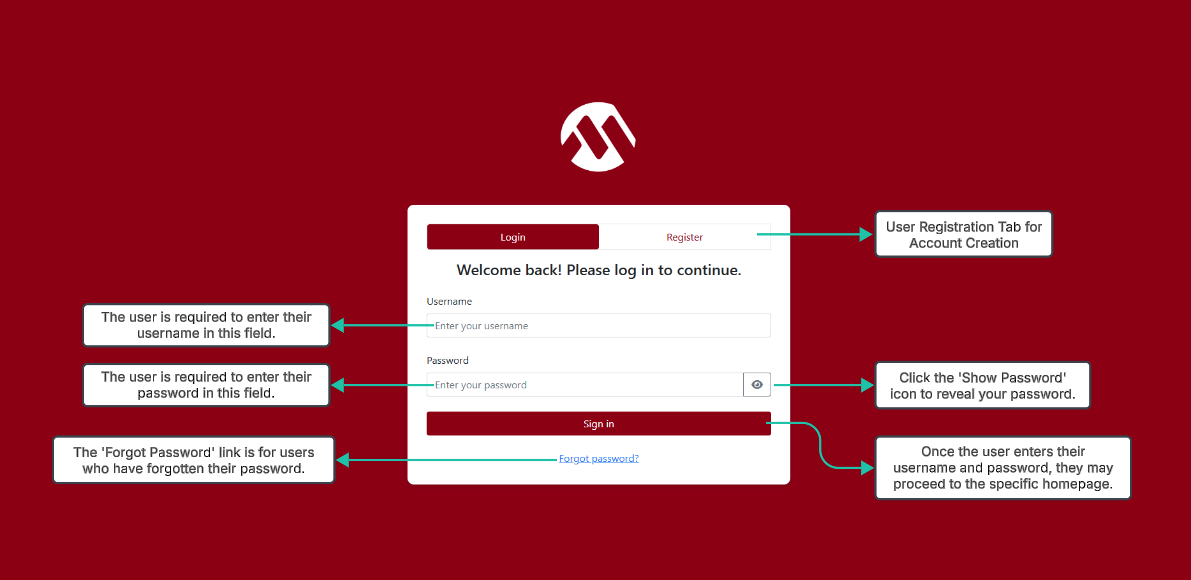 Login
Register
User Registration Tab for
Account Creation
Welcome back! Please log in to continue.
Username
The user is required to enter their
username in this field.
Enter your username
Password
The user is required to enter their
password in this field.
Enter your password
Click the 'Show Password'
icon to reveal your password.
Sign in
The 'Forgot Password' link is for users
who have forgotten their password.
Forgot password?
Once the user enters their
username and password, they may
proceed to the specific homepage.